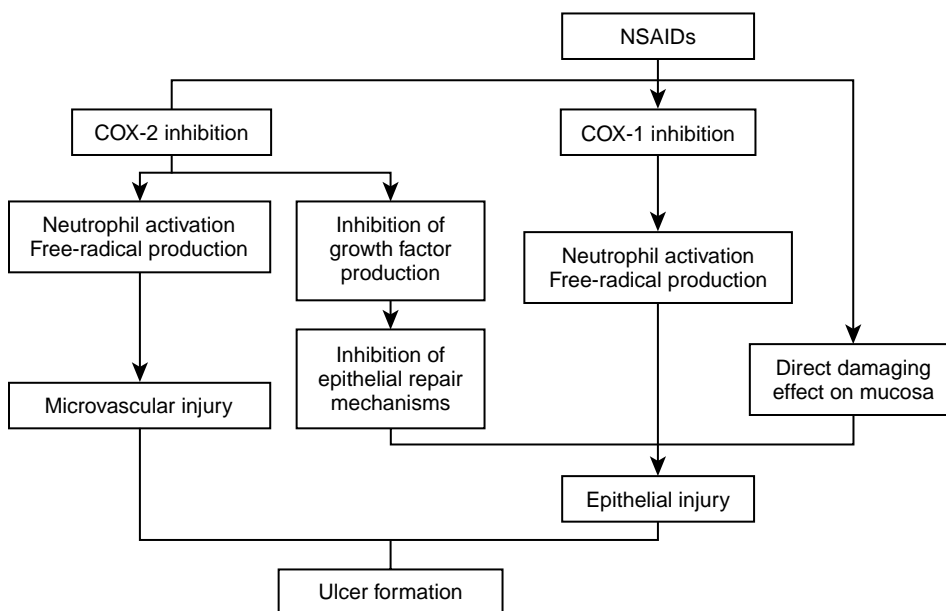 NSAIDs
COX-2 inhibition
COX-1 inhibition
Neutrophil activation
Free-radical production
Inhibition of
growth factor
production
Neutrophil activation
Free-radical production
Inhibition of
epithelial repair
mechanisms
Direct damaging
effect on mucosa
Microvascular injury
Epithelial injury
Ulcer formation